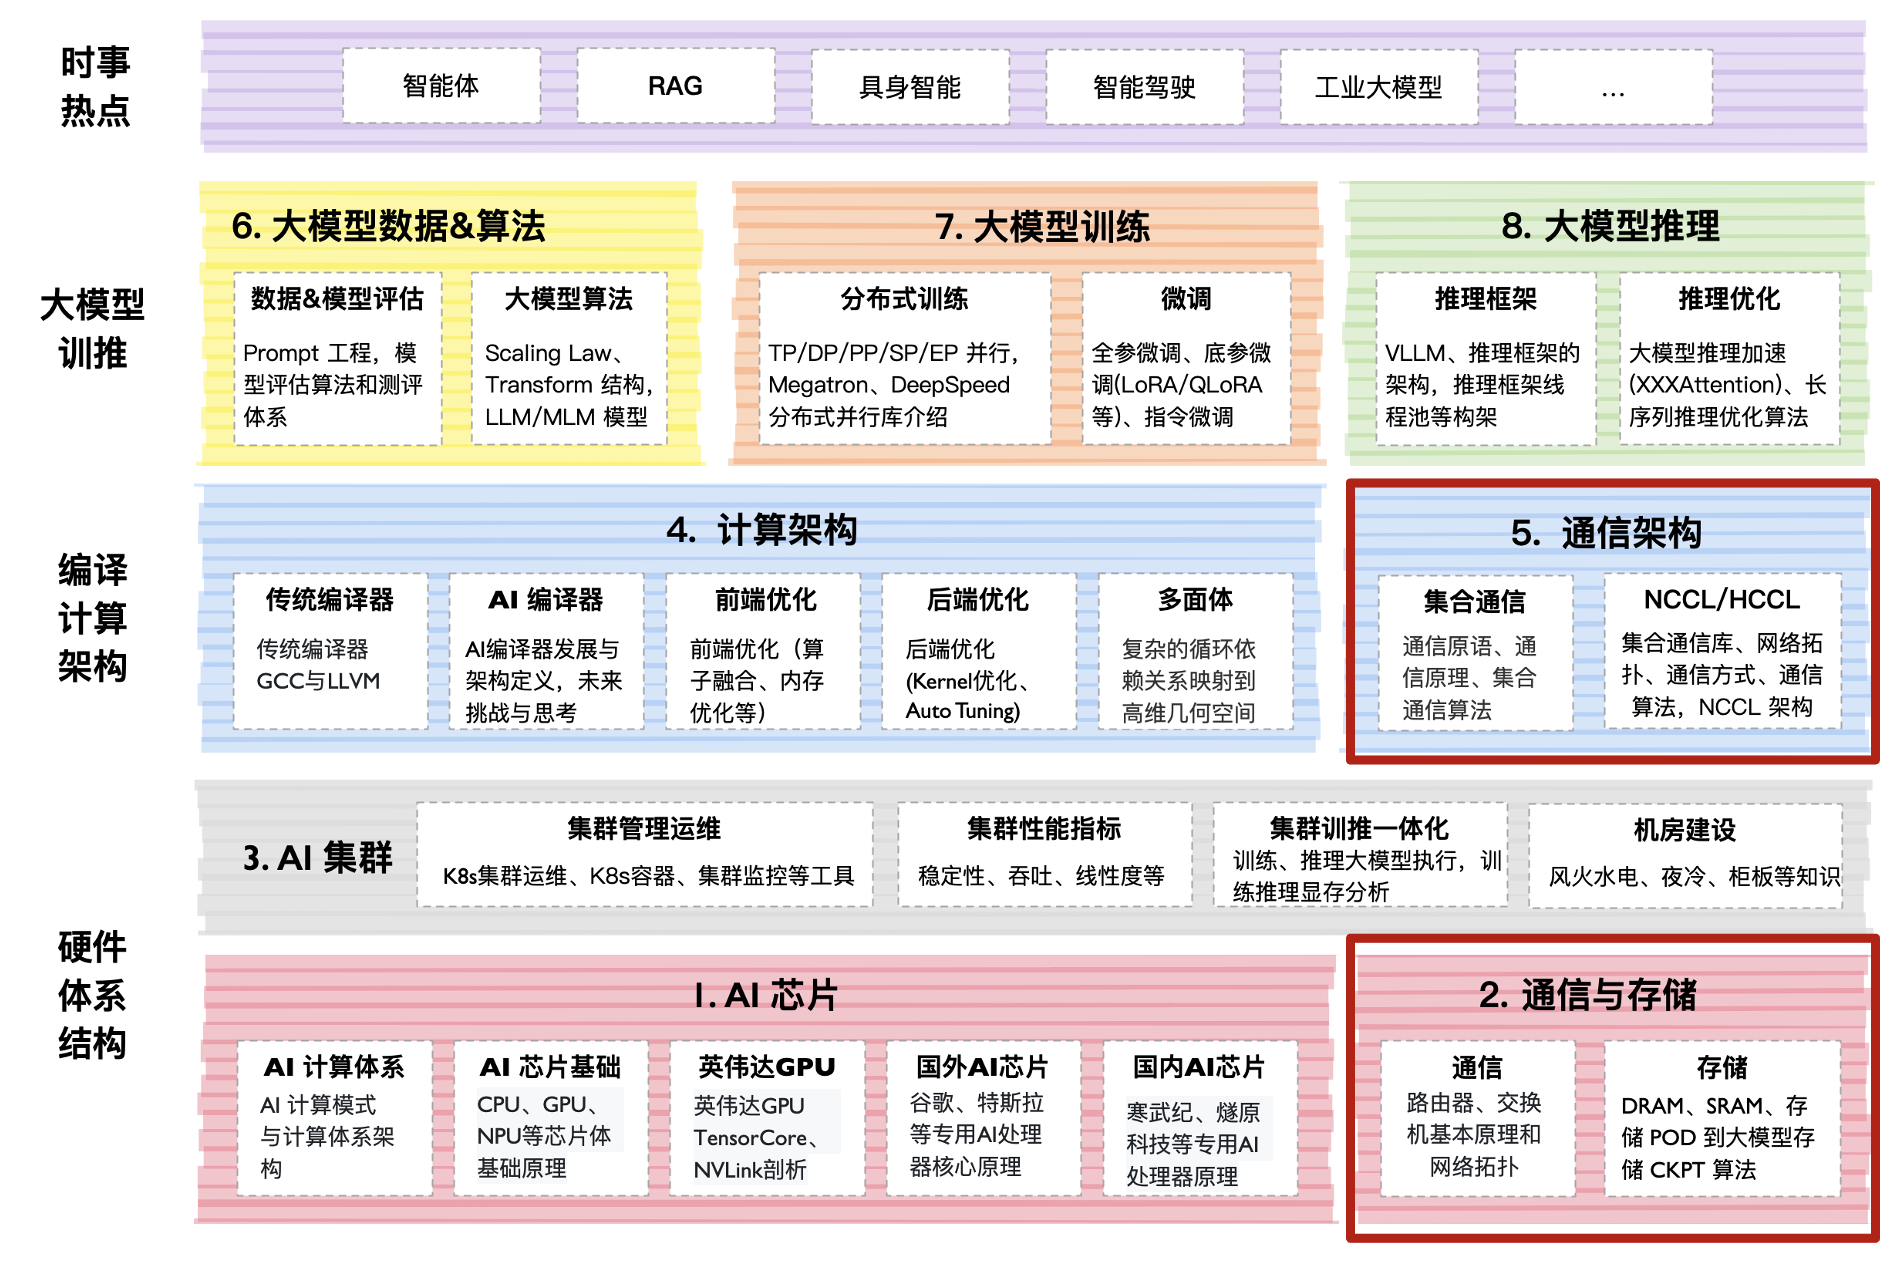 时事
热点
智能体
RAG
具身智能
智能驾驶
工业大模型
...
大模型
训推
6. 大模型数据&算法
数据&模型评估
Prompt 工程，模
型评估算法和测评
体系
大模型算法
Scaling Law、
Transform 结构，
LLM/MLM 模型
7. 大模型训练
分布式训练
TP/DP/PP/SP/EP 并行，
Megatron、DeepSpeed
分布式并行库介绍
微调
全参微调、底参微
调(LoRA/QLoRA
等)、指令微调
8. 大模型推理
推理框架
VLLM、推理框架的
架构，推理框架线
程池等构架
推理优化
大模型推理加速
(XXXAttention)、长
序列推理优化算法
编译
计算
架构
4. 计算架构
传统编译器
传统编译器
GCC与LLVM
AI 编译器
AI编译器发展与
架构定义，未来
挑战与思考
前端优化
前端优化（算
子融合、内存
优化等）
后端优化
后端优化
(Kernel优化、
Auto Tuning)
多面体
复杂的循环依
赖关系映射到
高维几何空间
5. 通信架构
集合通信
通信原语、通
信原理、集合
通信算法
NCCL/HCCL
集合通信库、网络拓
扑、通信方式、通信
算法，NCCL 架构
硬件
体系
结构
3. AI 集群
集群管理运维
K8s集群运维、K8s容器、集群监控等工具
集群性能指标
稳定性、吞吐、线性度等
集群训推一体化
训练、推理大模型执行，训
练推理显存分析
机房建设
风火水电、夜冷、柜板等知识
1. AI 芯片
AI 计算体系
AI 计算模式
与计算体系架
构
AI 芯片基础
CPU、GPU、
NPU等芯片体
基础原理
英伟达GPU
英伟达GPU
TensorCore、
NVLink剖析
国外AI芯片
谷歌、特斯拉
等专用AI处理
器核心原理
国内AI芯片
寒武纪、燧原
科技等专用AI
处理器原理
2. 通信与存储
通信
路由器、交换
机基本原理和
网络拓扑
存储
DRAM、SRAM、存
储 POD 到大模型存
储 CKPT 算法